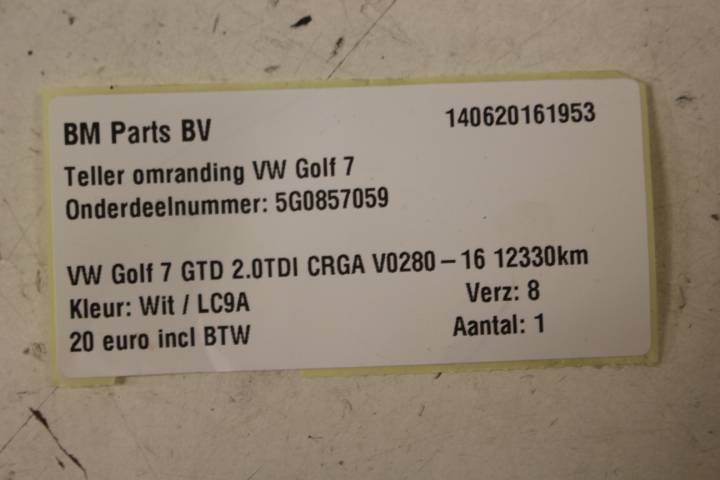 BM Parts BV 140620161953
Teller omranding VW Golf 7
Onderdeelnummer: 5G0857059
VW Golf 7 GTD 2.0TDI CRGA V0280-16 12330km
Kleur: Wit / LC9A Verz: 8
20 euro incl BTW Aantal: 1